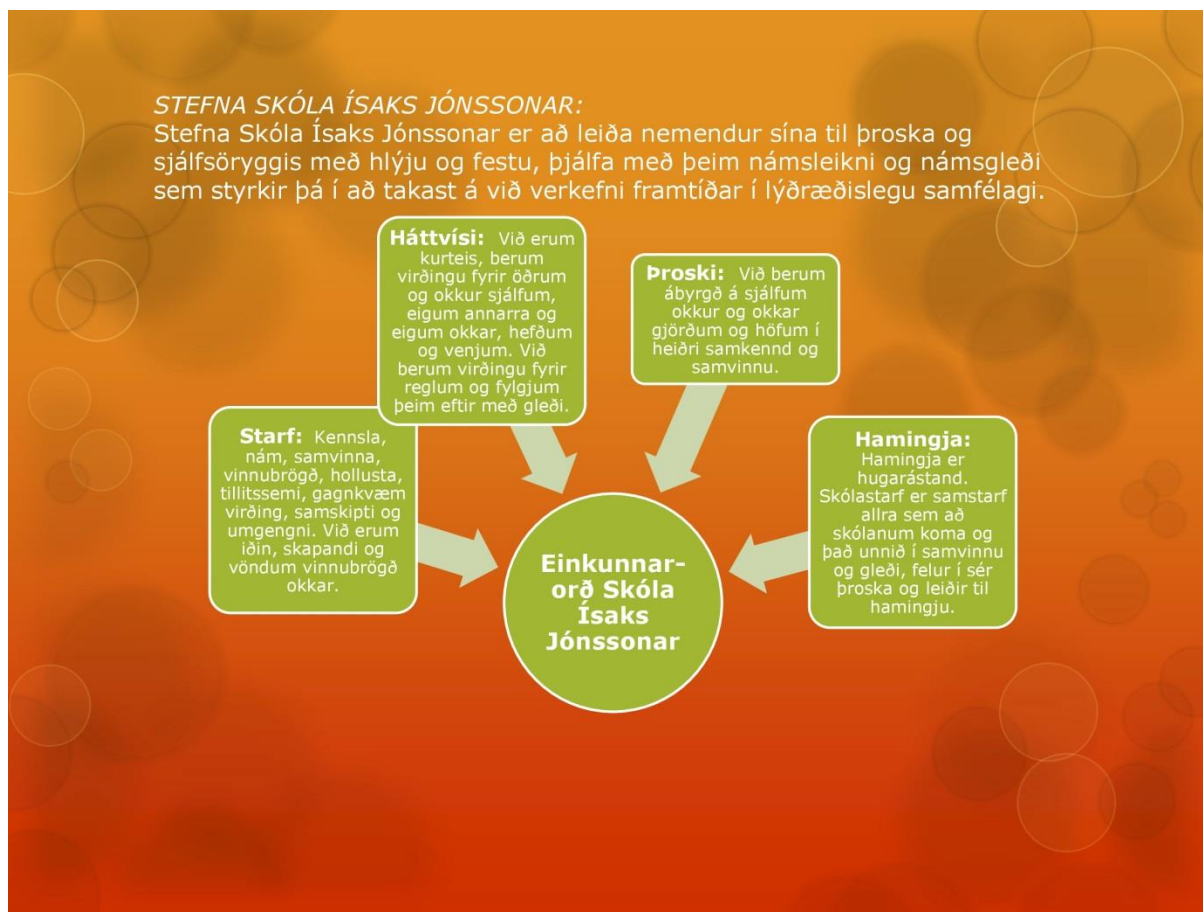 STEFNA SKÓLA ÍSAKS JÓNSSONAR:
Stefna Skóla Ísaks Jónssonar er að leiða nemendur sína til þroska og
sjálfsöryggis með hlýju og festu, þjálfa með þeim námsleikni og námsgleði
sem styrkir þá í að takast á við verkefni framtíðar í lýðræðislegu samfélagi.
Starf: Kennsla,
nám, samvinna,
vinnubrögð, hollusta,
tillitssemi, gagnkvæm
virðing, samskipti og
umgengni. Við erum
iðin, skapandi og
vöndum vinnubrögð
okkar.
Háttvísi: Við erum
kurteis, berum
virðingu fyrir öðrum
og okkur sjálfum,
eigum annarra og
eigum okkar, hefðum
og venjum. Við
berum virðingu fyrir
reglum og fylgjum
þeim eftir með gleði.
Þroski: Við berum
ábyrgð á sjálfum
okkur og okkar
gjörðum og höfum í
heiðri samkennd og
samvinnu.
Hamingja:
Hamingja er
hugarástand.
Skólastarf er samstarf
allra sem að
skólanum koma og
það unnið í samvinnu
og gleði, felur í sér
þroska og leiðir til
hamingju.
Einkunnar-
orð Skóla
Ísaks
Jónssonar